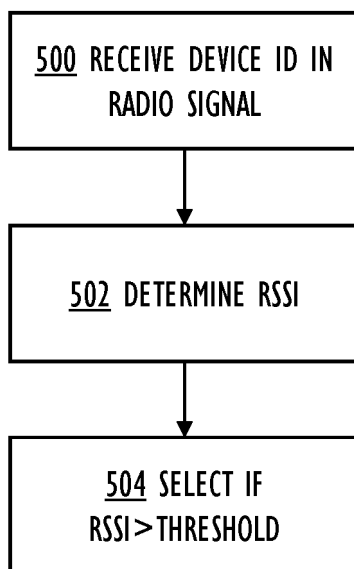 500 RECEIVE DEVICE ID IN
RADIO SIGNAL
502 DETERMINE RSSI
504 SELECT IF
RSSI>THRESHOLD